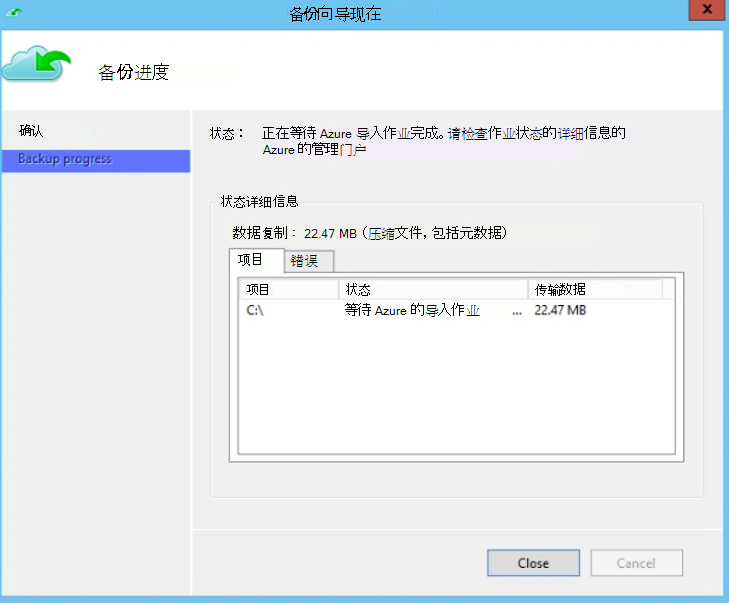 备份向导现在
x
备份进度
确认
Backup progress
状态： 正在等待 Azure 导入作业完成。请检查作业状态的详细信息的
Azure 的管理门户
状态详细信息
数据复制： 22.47 MB（压缩文件，包括元数据）
项目 错误
项目 状态 传输数据
C:\ 等待 Azure 的导入作业 ... 22.47 MB
Close Cancel